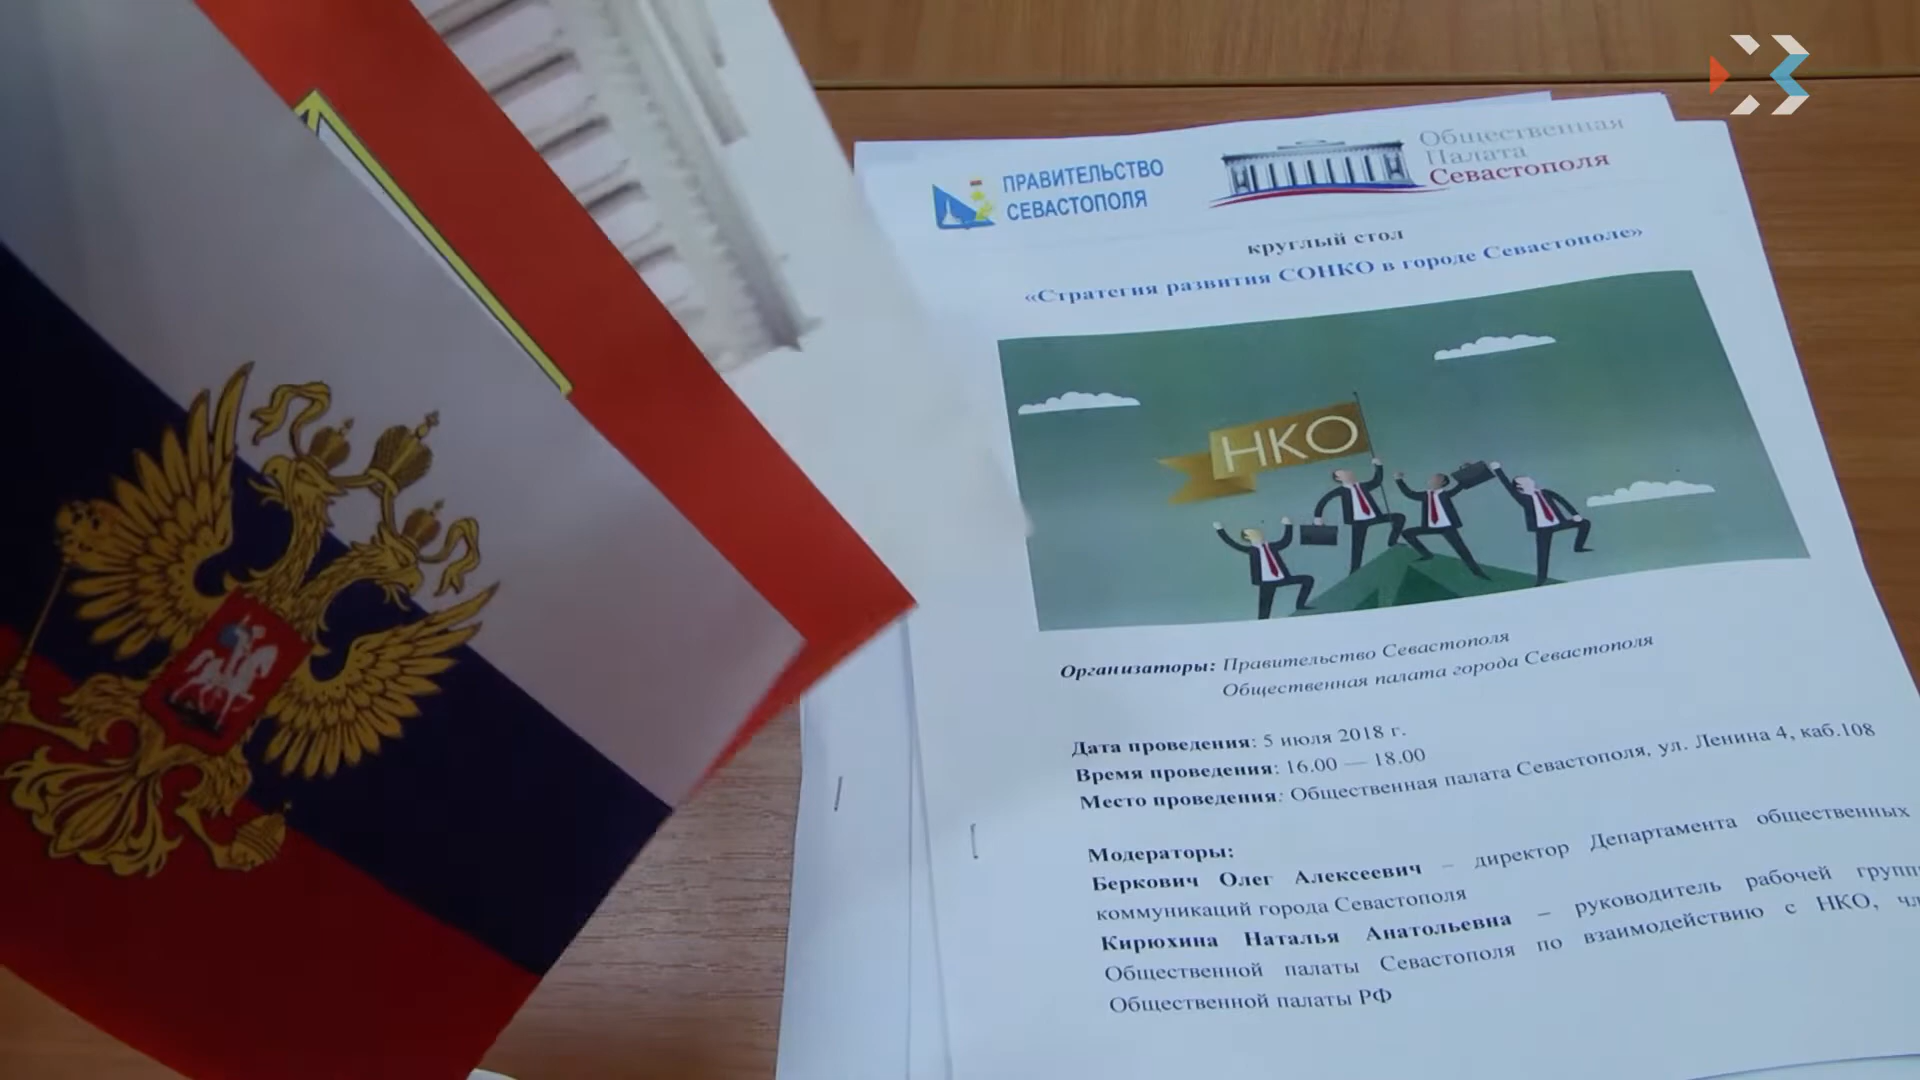 ПРАВИТЕЛЬСТВО
СЕВАСТОПОЛЯ
Общественная
Палата
Севастополя
круглый стол
«Стратегия развития СОНКО в городе Севастополе»
НКО
Организаторы: Правительство Севастополя
Общественная палата города Севастополя
Дата проведения: 5 июля 2018 г.
Время проведения: 16.00 — 18.00
Место проведения: Общественная палата Севастополя, ул. Ленина 4, каб.108
Модераторы:
Беркович Олег Алексеевич – директор Департамента общественных
коммуникаций города Севастополя
Кирюхина Наталья Анатольевна – руководитель рабочей
Общественной палаты Севастополя по взаимодействию с НКО,
Общественной палаты РФ